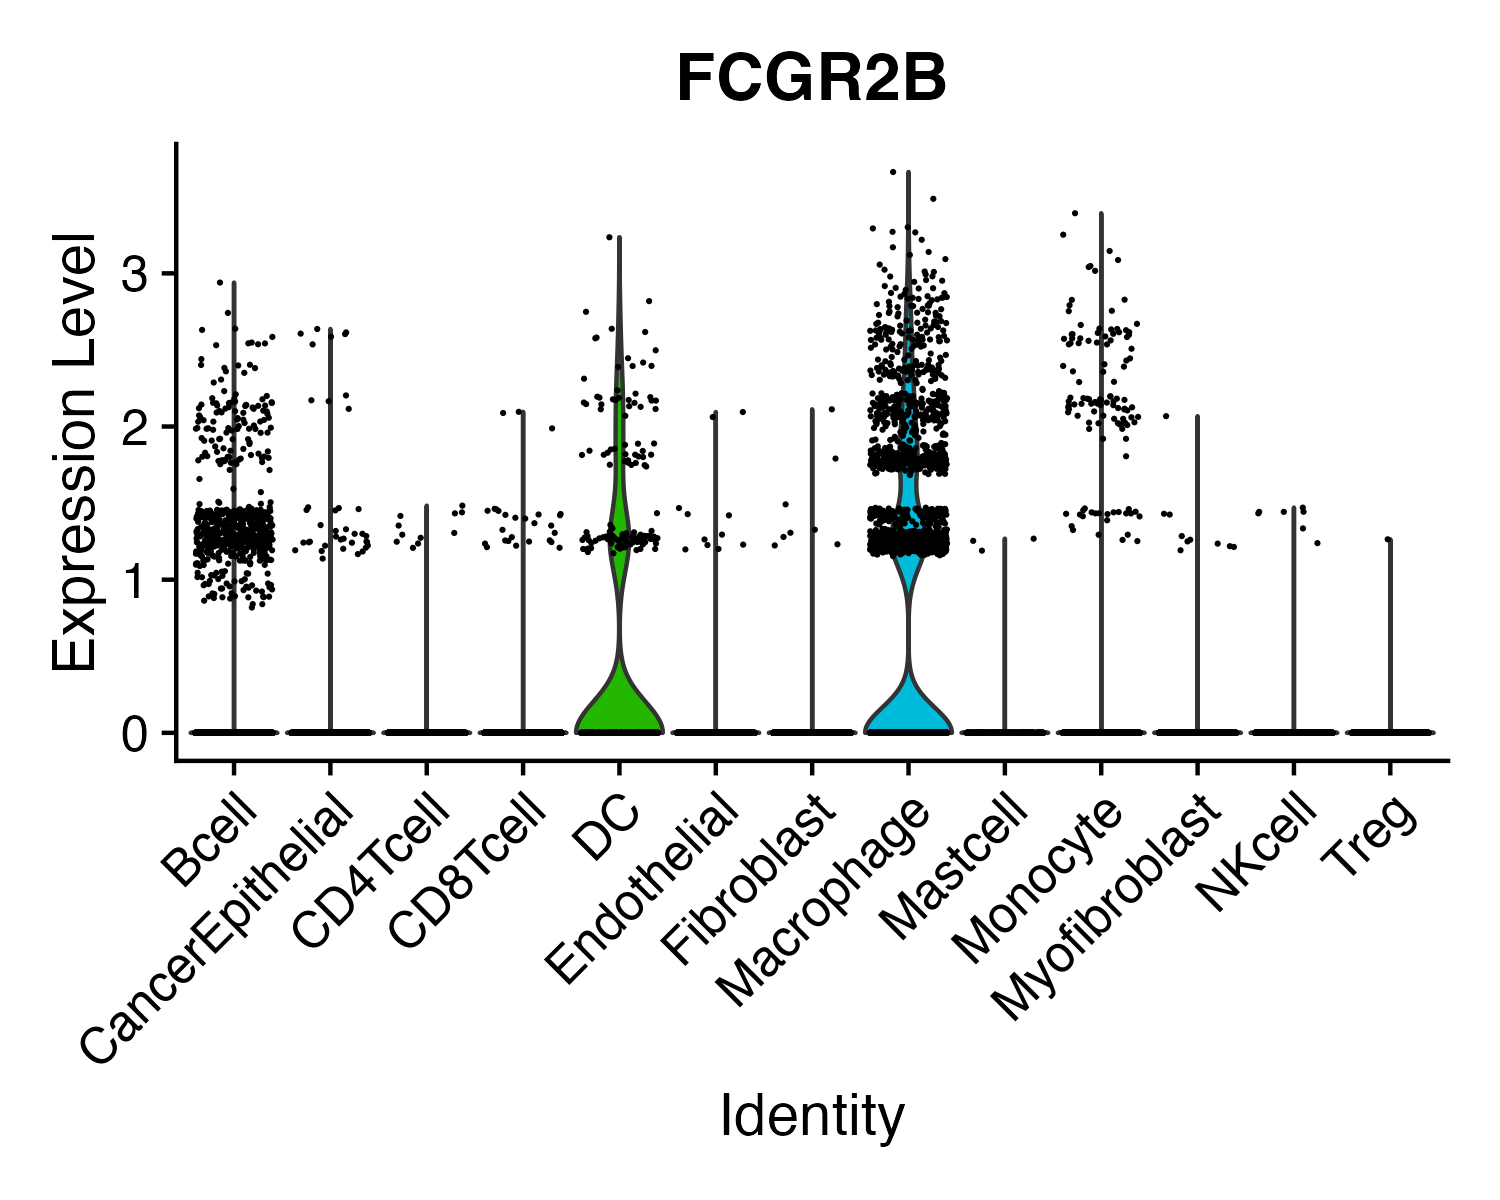 FCGR2B
Expression Level
3
2
1
0
Bcell
CancerEpithelial
CD4Tcell
CD8Tcell
DC
Endothelial
Fibroblast
Macrophage
Mastcell
Monocyte
Myofibroblast
NKcell
Treg
Identity